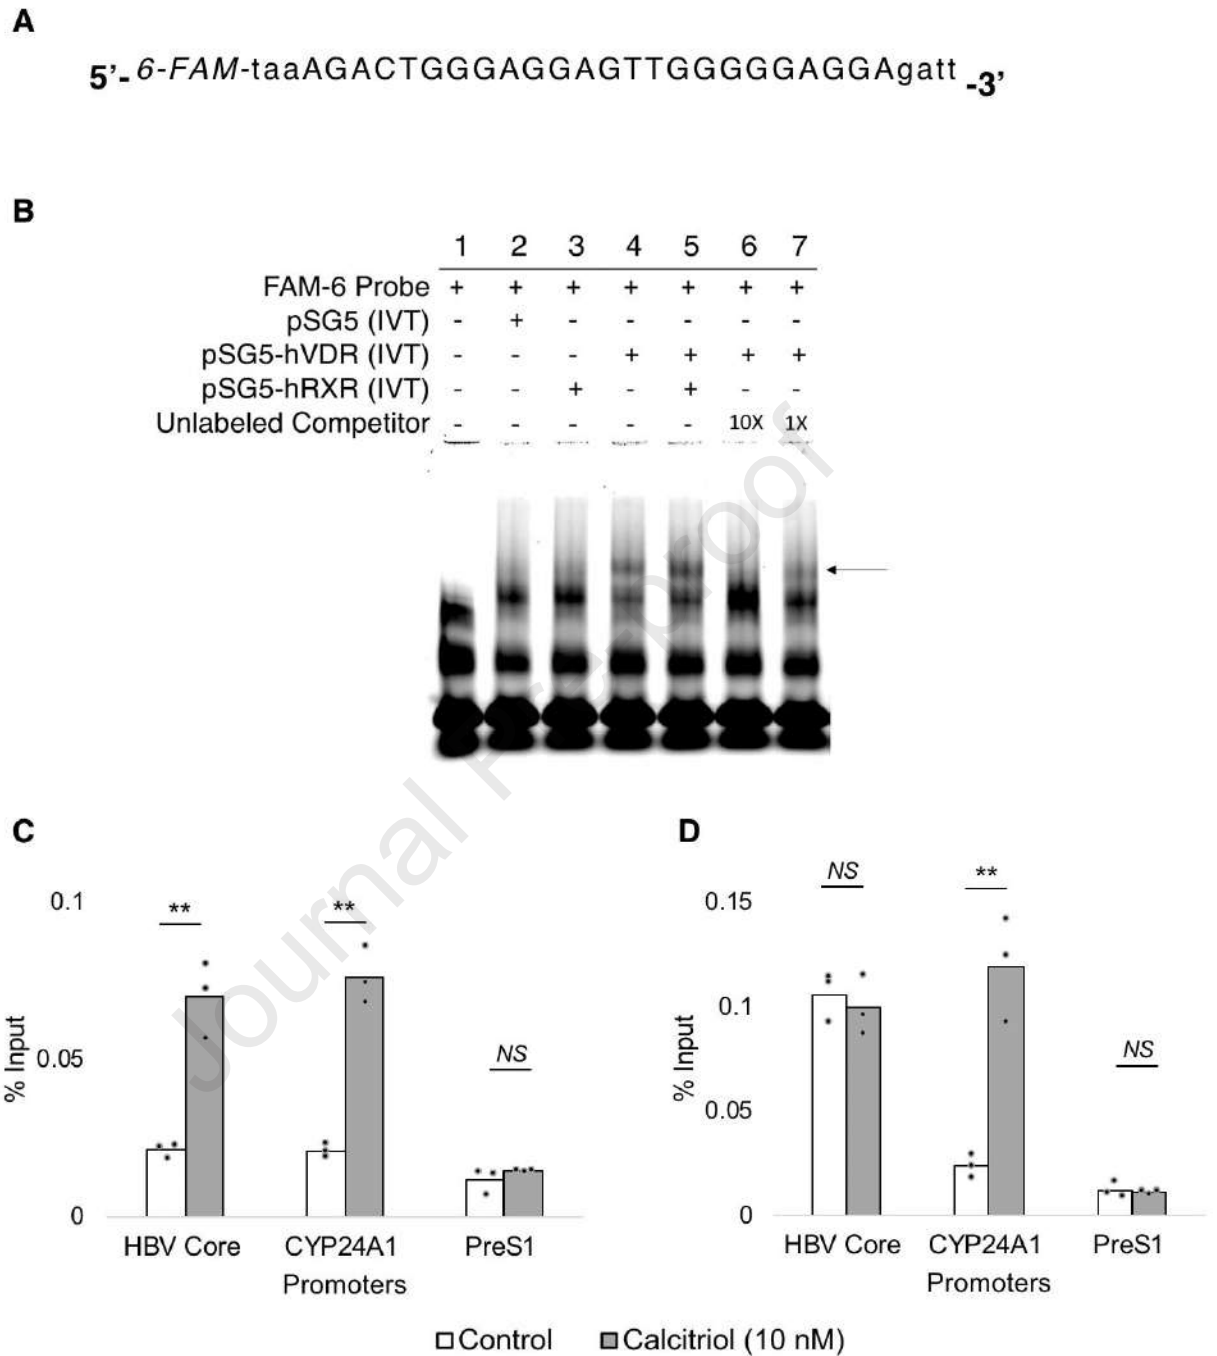 A
5'- 6-FAM-taaAGACTGGGAGGAGTTGGGGGAGGAgatt -3'
B
1 2 3 4 5 6 7
FAM-6 Probe + + + + + + +
pSG5 (IVT) - + - - - - -
pSG5-hVDR (IVT) - - - + + + +
pSG5-hRXR (IVT) - - + - + - -
Unlabeled Competitor - - - - - 10X 1X
Journal Pre-proof
C
0.1
0.05
0
% Input
** ** NS
HBV Core CYP24A1 PreS1
Promoters
D
0.15
0.1
0.05
0
% Input
NS ** NS
HBV Core CYP24A1 PreS1
Promoters
Control Calcitriol (10 nM)